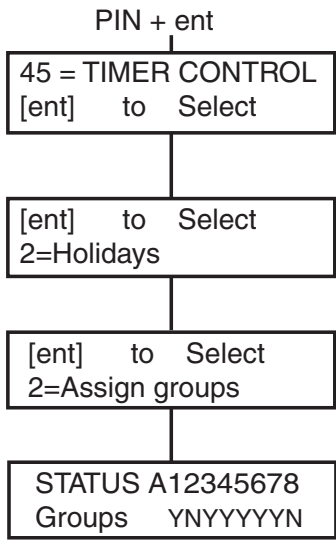 PIN + ent
45 = TIMER CONTROL
[ent] to Select
[ent] to Select
2=Holidays
[ent] to Select
2=Assign groups
STATUS A12345678
Groups YNYYYYYN